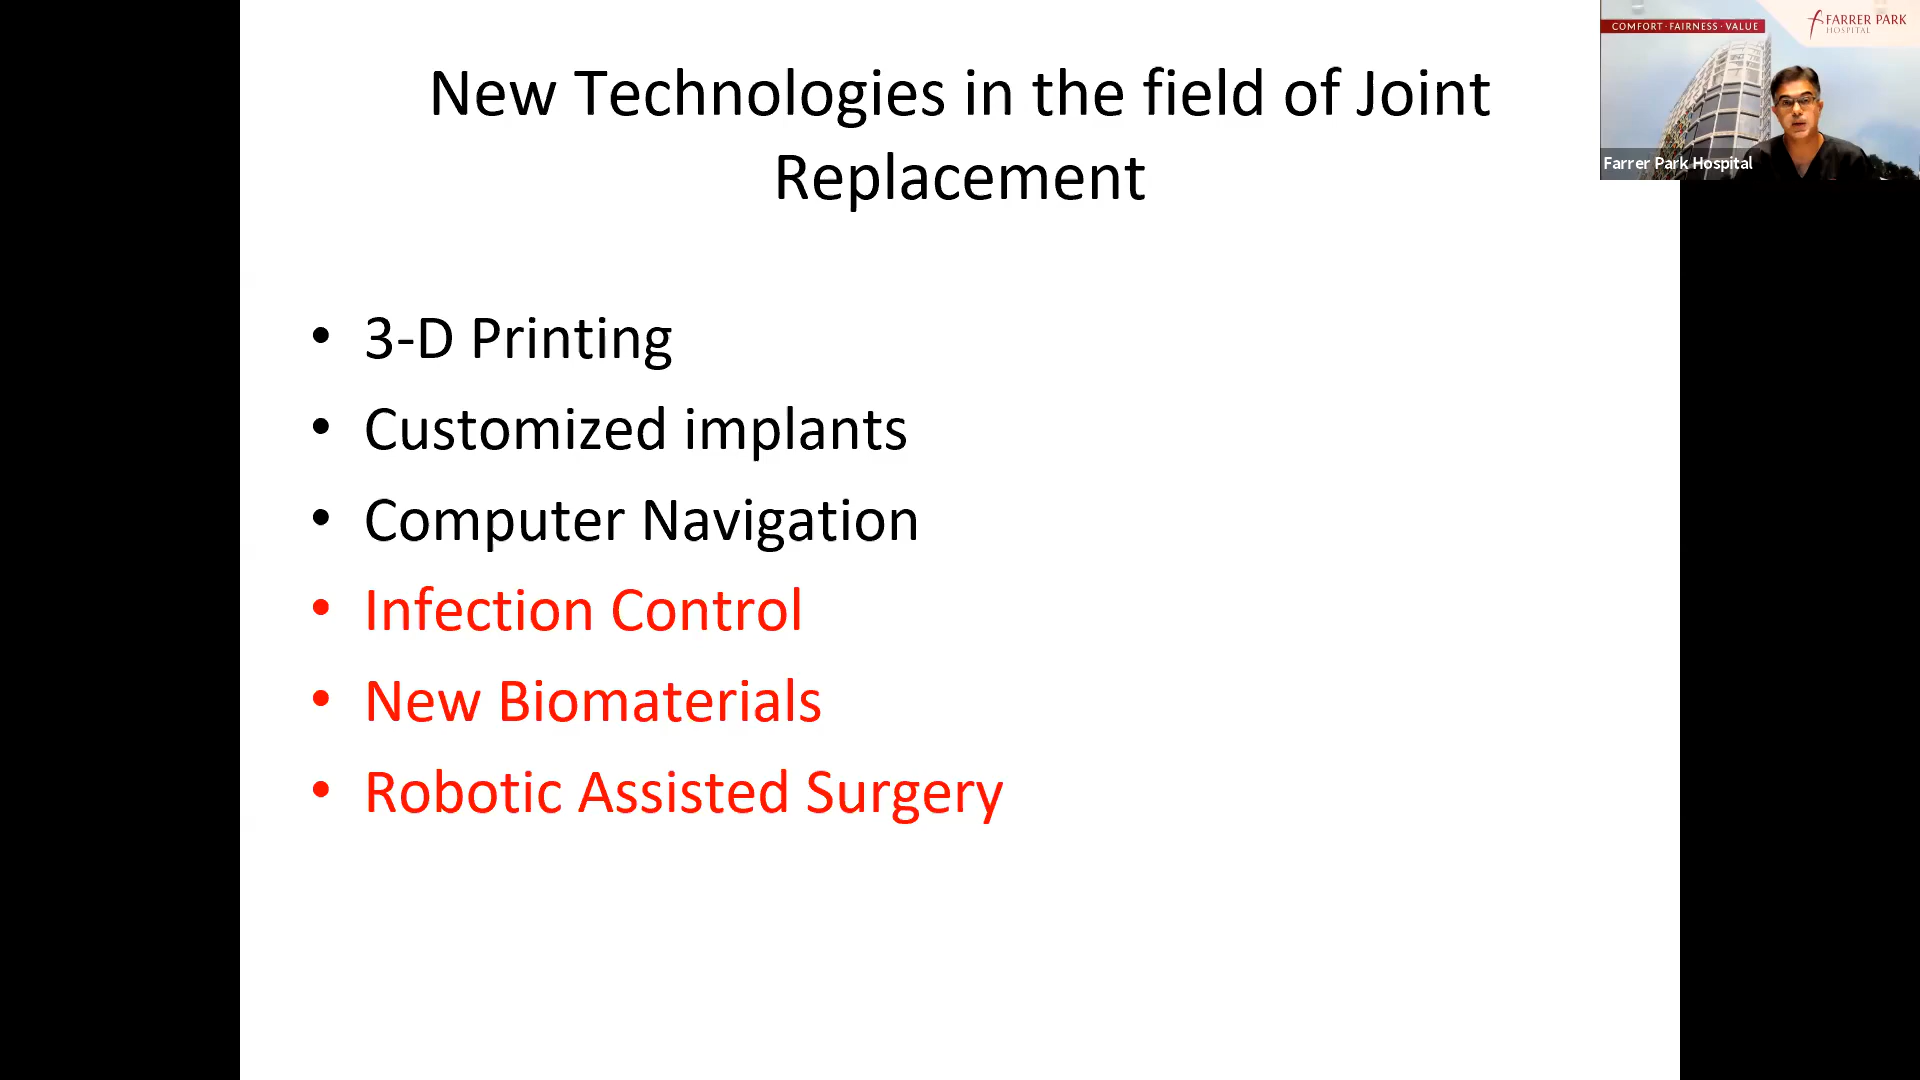 New Technologies in the field of Joint
Replacement
• 3-D Printing
• Customized implants
• Computer Navigation
• Infection Control
• New Biomaterials
• Robotic Assisted Surgery
COMFORT · FAIRNESS · VALUE
FARRER PARK
HOSPITAL
Farrer Park Hospital